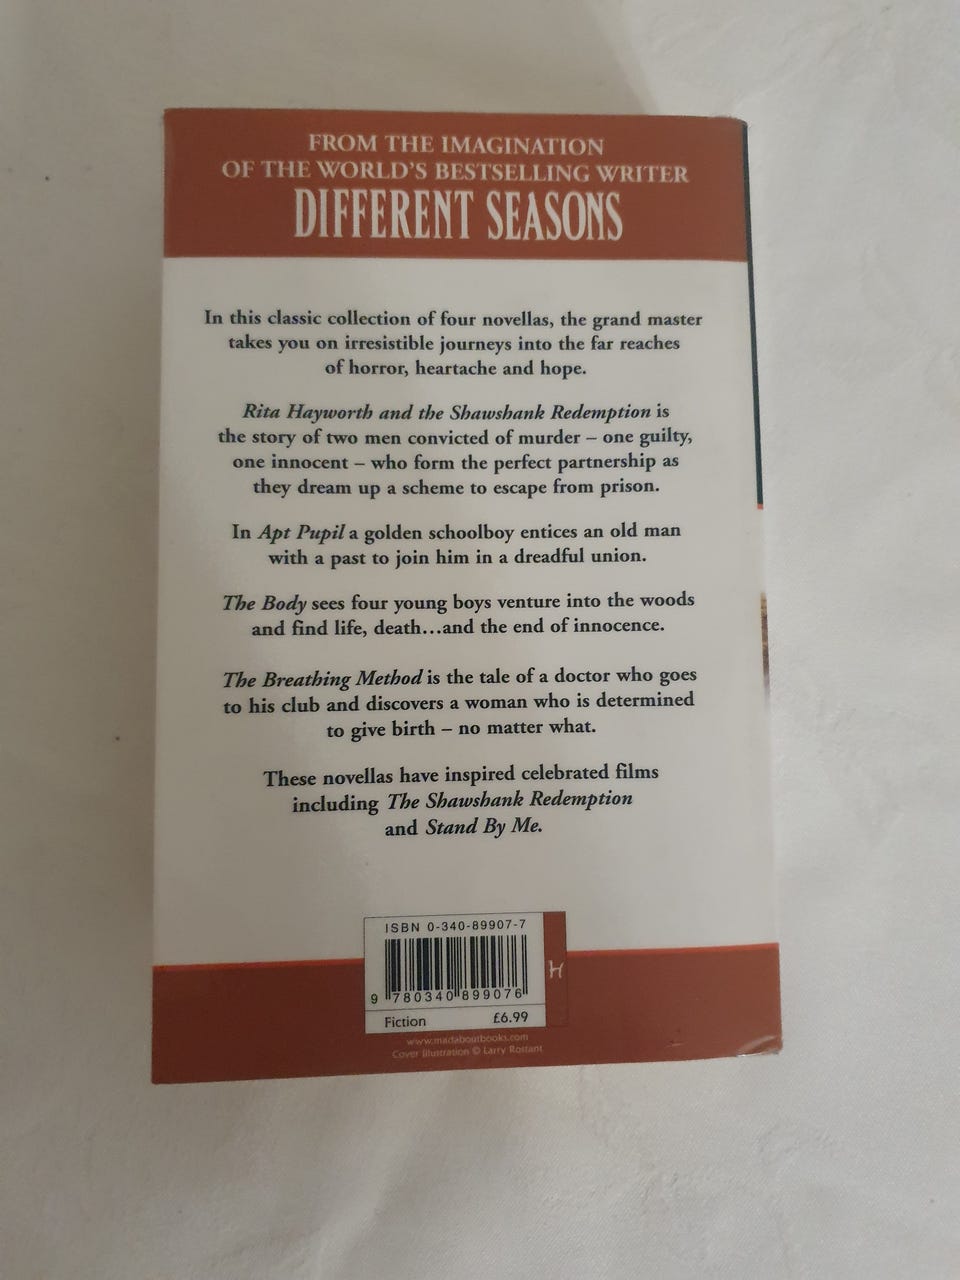 FROM THE IMAGINATION
OF THE WORLD'S BESTSELLING WRITER
DIFFERENT SEASONS
In this classic collection of four novellas, the grand master
takes you on irresistible journeys into the far reaches
of horror, heartache and hope.
Rita Hayworth and the Shawshank Redemption is
the story of two men convicted of murder – one guilty,
one innocent – who form the perfect partnership as
they dream up a scheme to escape from prison.
In Apt Pupil a golden schoolboy entices an old man
with a past to join him in a dreadful union.
The Body sees four young boys venture into the woods
and find life, death...and the end of innocence.
The Breathing Method is the tale of a doctor who goes
to his club and discovers a woman who is determined
to give birth – no matter what.
These novellas have inspired celebrated films
including The Shawshank Redemption
and Stand By Me.
ISBN 0-340-89907-7
9 780340 899076
Fiction £6.99
www.madaboutbooks.com
Cover Illustration © Larry Rostant